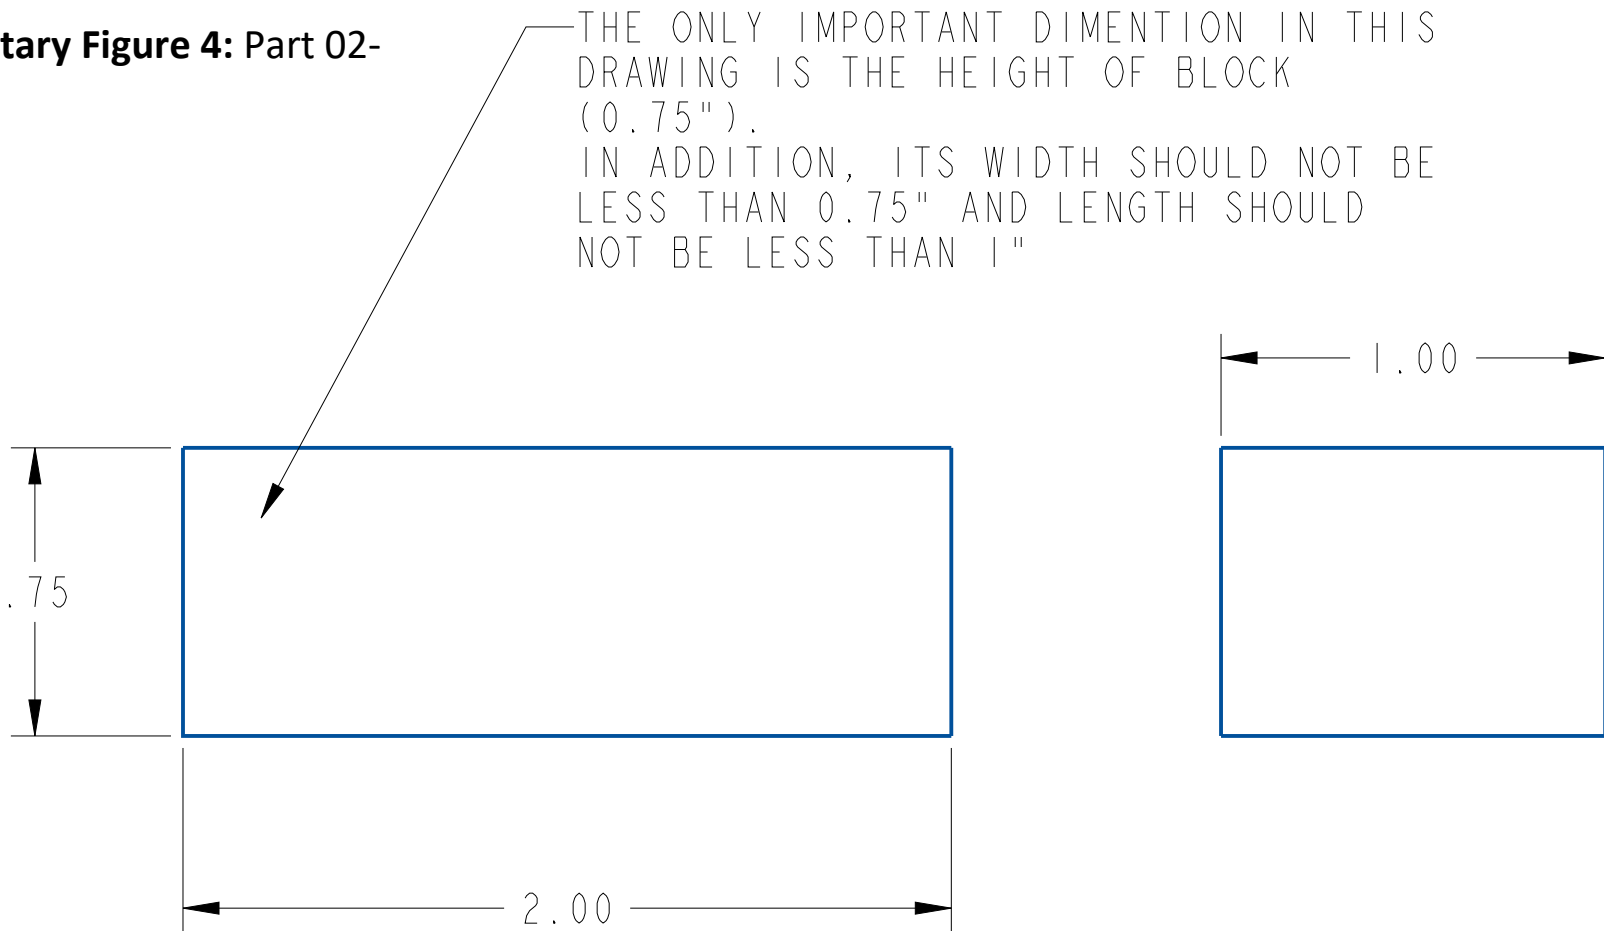 tary Figure 4: Part 02-
THE ONLY IMPORTANT DIMENTION IN THIS
DRAWING IS THE HEIGHT OF BLOCK
(0.75").
IN ADDITION, ITS WIDTH SHOULD NOT BE
LESS THAN 0.75" AND LENGTH SHOULD
NOT BE LESS THAN 1"
1.00
.75
2.00